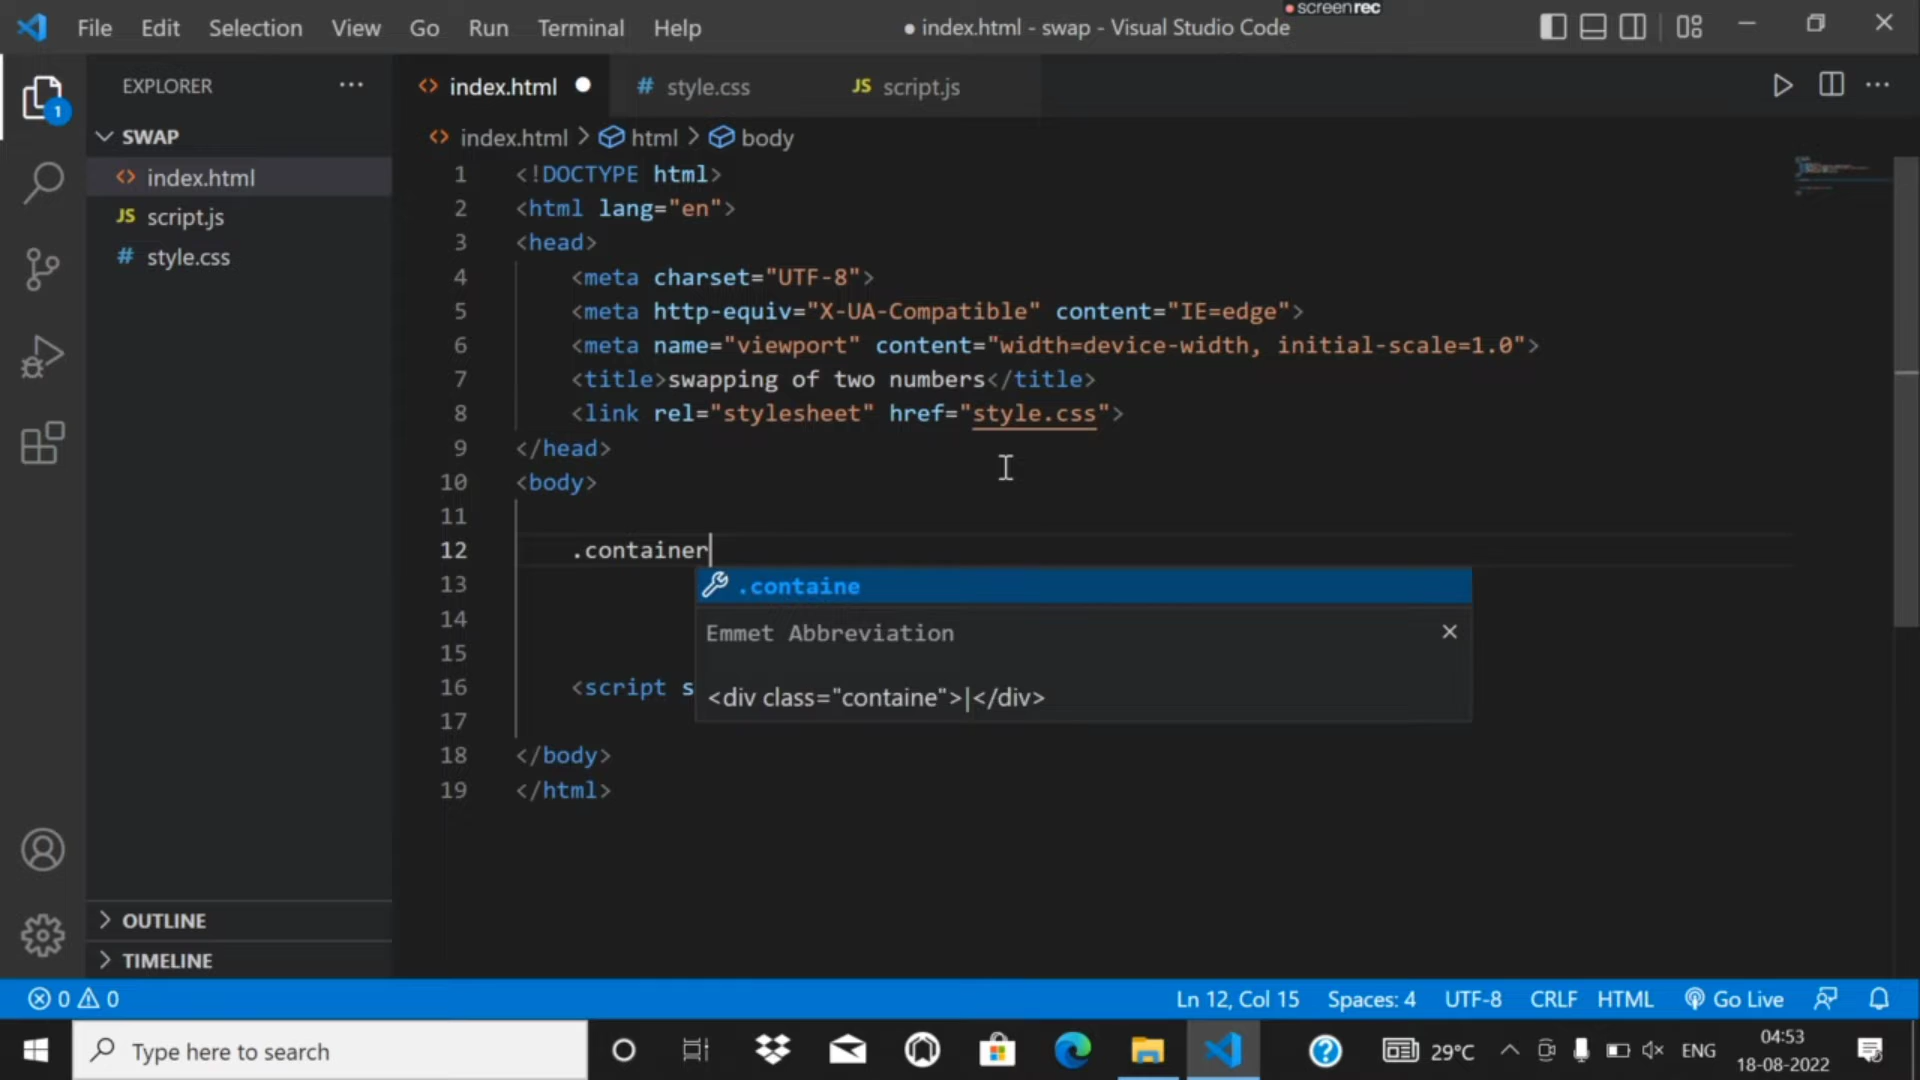 screenrec
File Edit Selection View Go Run Terminal Help
● index.html - swap - Visual Studio Code
EXPLORER
index.html
style.css
JS script.js
1
SWAP
index.html > html > body
index.html
JS script.js
# style.css
1 <!DOCTYPE html>
2 <html lang="en">
3 <head>
4 <meta charset="UTF-8">
5 <meta http-equiv="X-UA-Compatible" content="IE=edge">
6 <meta name="viewport" content="width=device-width, initial-scale=1.0">
7 <title>swapping of two numbers</title>
8 <link rel="stylesheet" href="style.css">
9 </head>
10 <body>
11
12 .container
13
14
15
16 <script s
17
18 </body>
19 </html>
.containe
Emmet Abbreviation
<div class="containe">|</div>
OUTLINE
TIMELINE
0 0
Ln 12, Col 15 Spaces: 4 UTF-8 CRLF HTML Go Live
Type here to search
29°C
ENG
04:53
18-08-2022